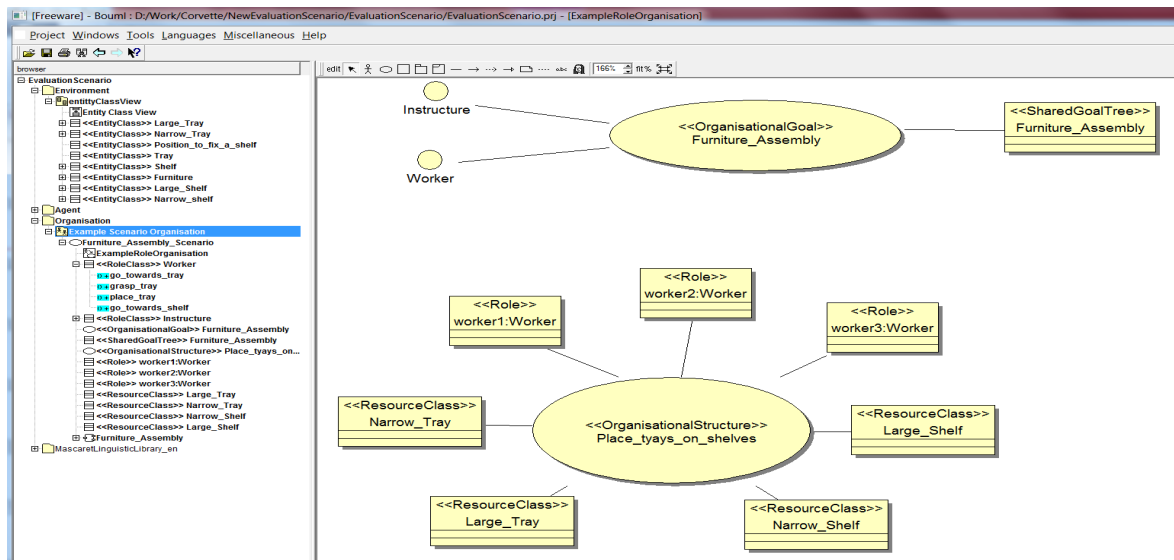 [Freeware] - Bouml : D:/Work/Corvette/NewEvaluationScenario/EvaluationScenario/EvaluationScenario.prj - [ExampleRoleOrganisation]
Project Windows Tools Languages Miscellaneous Help
browser
EvaluationScenario
Environment
entittyClassView
Entity Class View
<<EntityClass>> Large_Tray
<<EntityClass>> Narrow_Tray
<<EntityClass>> Position_to_fix_a_shelf
<<EntityClass>> Tray
<<EntityClass>> Shelf
<<EntityClass>> Furniture
<<EntityClass>> Large_Shelf
<<EntityClass>> Narrow_shelf
Agent
Organisation
Example Scenario Organisation
Furniture_Assembly_Scenario
ExampleRoleOrganisation
<<RoleClass>> Worker
go_towards_tray
grasp_tray
place_tray
go_towards_shelf
<<RoleClass>> Instructure
<<OrganisationalGoal>> Furniture_Assembly
<<SharedGoalTree>> Furniture_Assembly
<<OrganisationalStructure>> Place_tyays_on...
<<Role>> worker1:Worker
<<Role>> worker2:Worker
<<Role>> worker3:Worker
<<ResourceClass>> Large_Tray
<<ResourceClass>> Narrow_Tray
<<ResourceClass>> Narrow_Shelf
<<ResourceClass>> Large_Shelf
Furniture_Assembly
MascaretLinguisticLibrary_en
edit abc 166% fit%
Instructure
Worker
<<OrganisationalGoal>>
Furniture_Assembly
<<SharedGoalTree>>
Furniture_Assembly
<<Role>>
worker1:Worker
<<Role>>
worker2:Worker
<<Role>>
worker3:Worker
<<ResourceClass>>
Narrow_Tray
<<OrganisationalStructure>>
Place_tyays_on_shelves
<<ResourceClass>>
Large_Shelf
<<ResourceClass>>
Large_Tray
<<ResourceClass>>
Narrow_Shelf